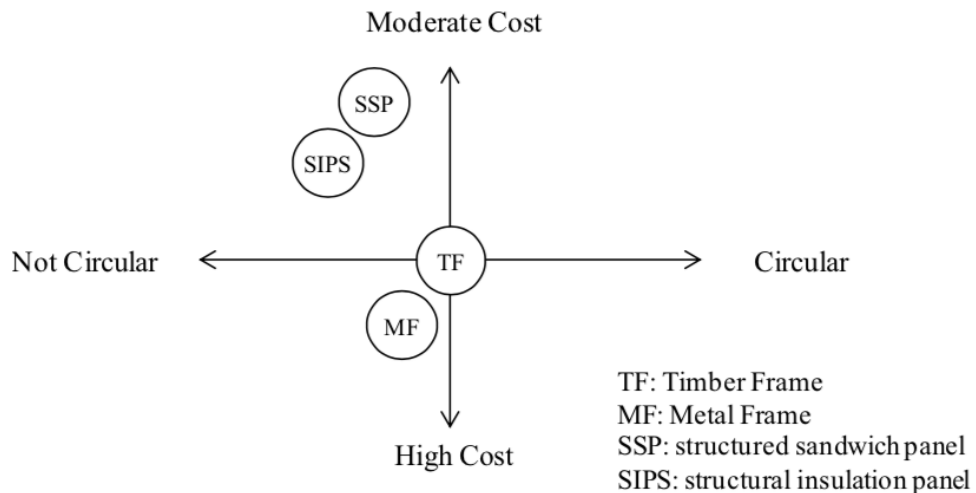 Moderate Cost
SSP
SIPS
Not Circular
TF
Circular
MF
TF: Timber Frame
MF: Metal Frame
SSP: structured sandwich panel
High Cost
SIPS: structural insulation panel